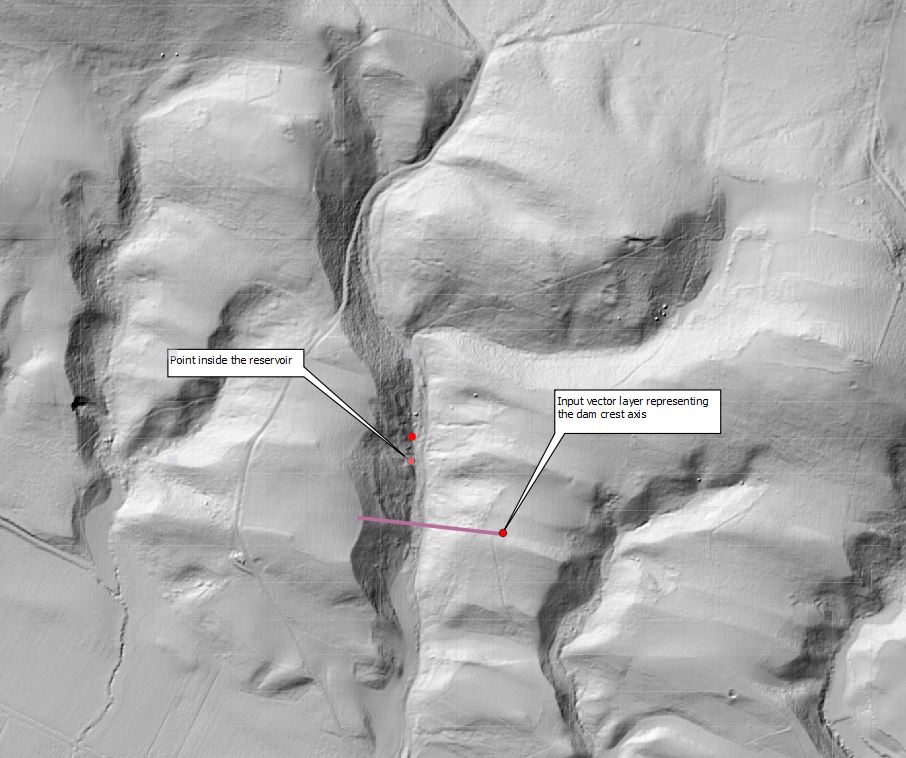 Point inside the reservoir
Input vector layer representing
the dam crest axis